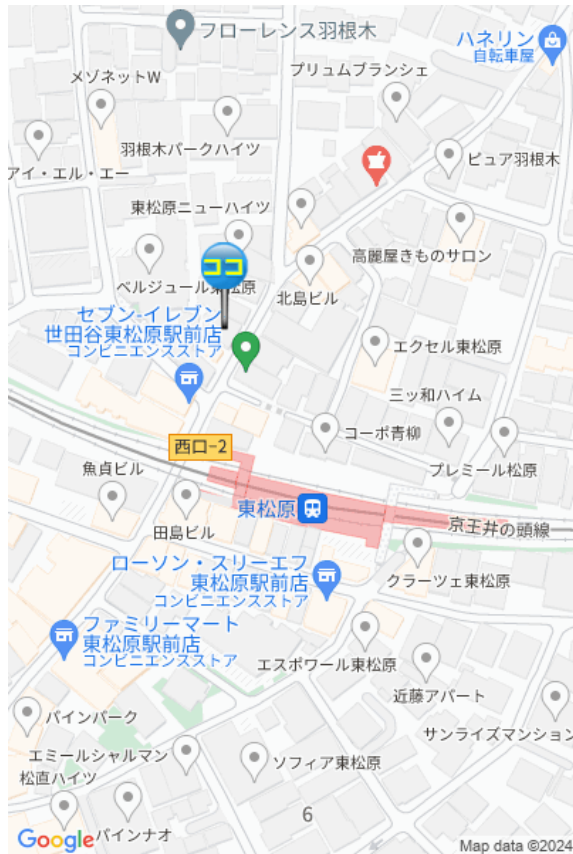 フローレンス羽根木
ハネリン
自転車屋
メゾネットW
プリュムブランシェ
羽根木パークハイツ
ピュア羽根木
アイ・エル・エー
東松原ニューハイツ
高麗屋きものサロン
ココ
ベルジュール東松原
北島ビル
セブン-イレブン
世田谷東松原駅前店
コンビニエンスストア
エクセル東松原
三ッ和ハイム
コーポ青柳
西口-2
プレミール松原
魚貞ビル
東松原
京王井の頭線
田島ビル
ローソン・スリーエフ
東松原駅前店
コンビニエンスストア
クラーツェ東松原
ファミリーマート
東松原駅前店
コンビニエンスストア
エスポワール東松原
近藤アパート
パインパーク
サンライズマンション
エミールシャルマン
松直ハイツ
ソフィア東松原
6
パインナオ
Google
Map data ©2024